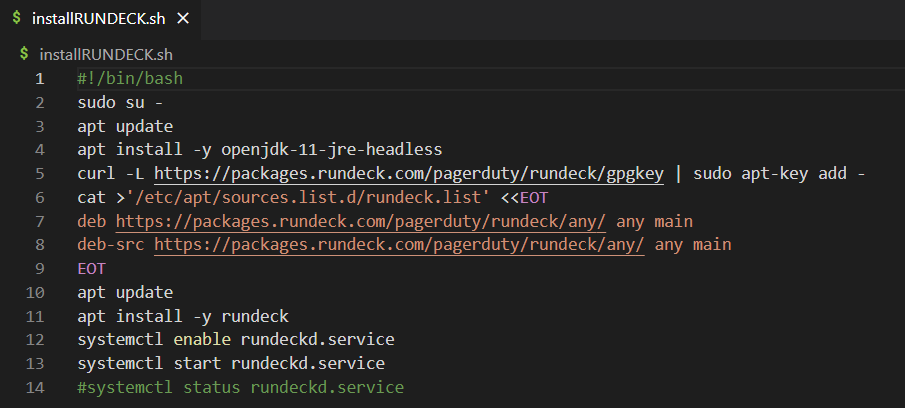 $ installRUNDECK.sh ×
$ installRUNDECK.sh
1 #!/bin/bash
2 sudo su -
3 apt update
4 apt install -y openjdk-11-jre-headless
5 curl -L https://packages.rundeck.com/pagerduty/rundeck/gpgkey | sudo apt-key add -
6 cat >'/etc/apt/sources.list.d/rundeck.list' <<EOT
7 deb https://packages.rundeck.com/pagerduty/rundeck/any/ any main
8 deb-src https://packages.rundeck.com/pagerduty/rundeck/any/ any main
9 EOT
10 apt update
11 apt install -y rundeck
12 systemctl enable rundeckd.service
13 systemctl start rundeckd.service
14 #systemctl status rundeckd.service